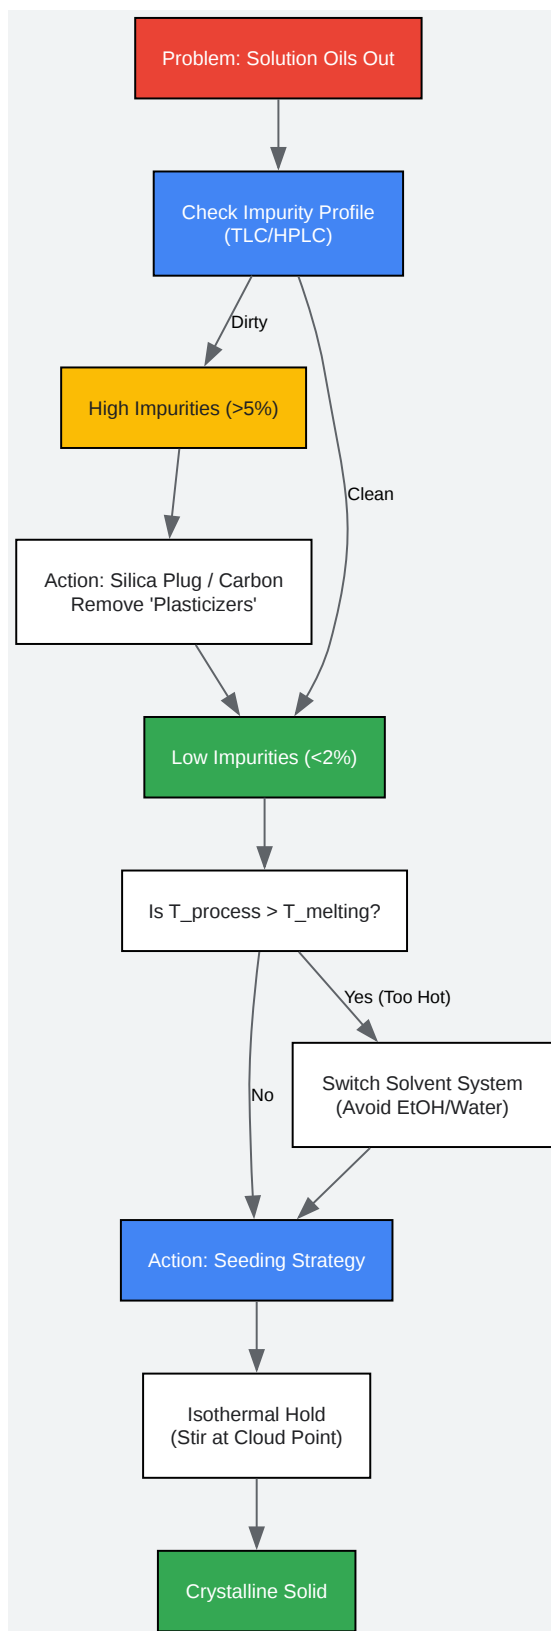 Problem: Solution Oils Out
Check Impurity Profile
(TLC/HPLC)
Dirty
High Impurities (>5%)
Clean
Action: Silica Plug / Carbon
Remove 'Plasticizers'
Low Impurities (<2%)
Is T_process > T_melting?
Yes (Too Hot)
Switch Solvent System
(Avoid EtOH/Water)
No
Action: Seeding Strategy
Isothermal Hold
(Stir at Cloud Point)
Crystalline Solid